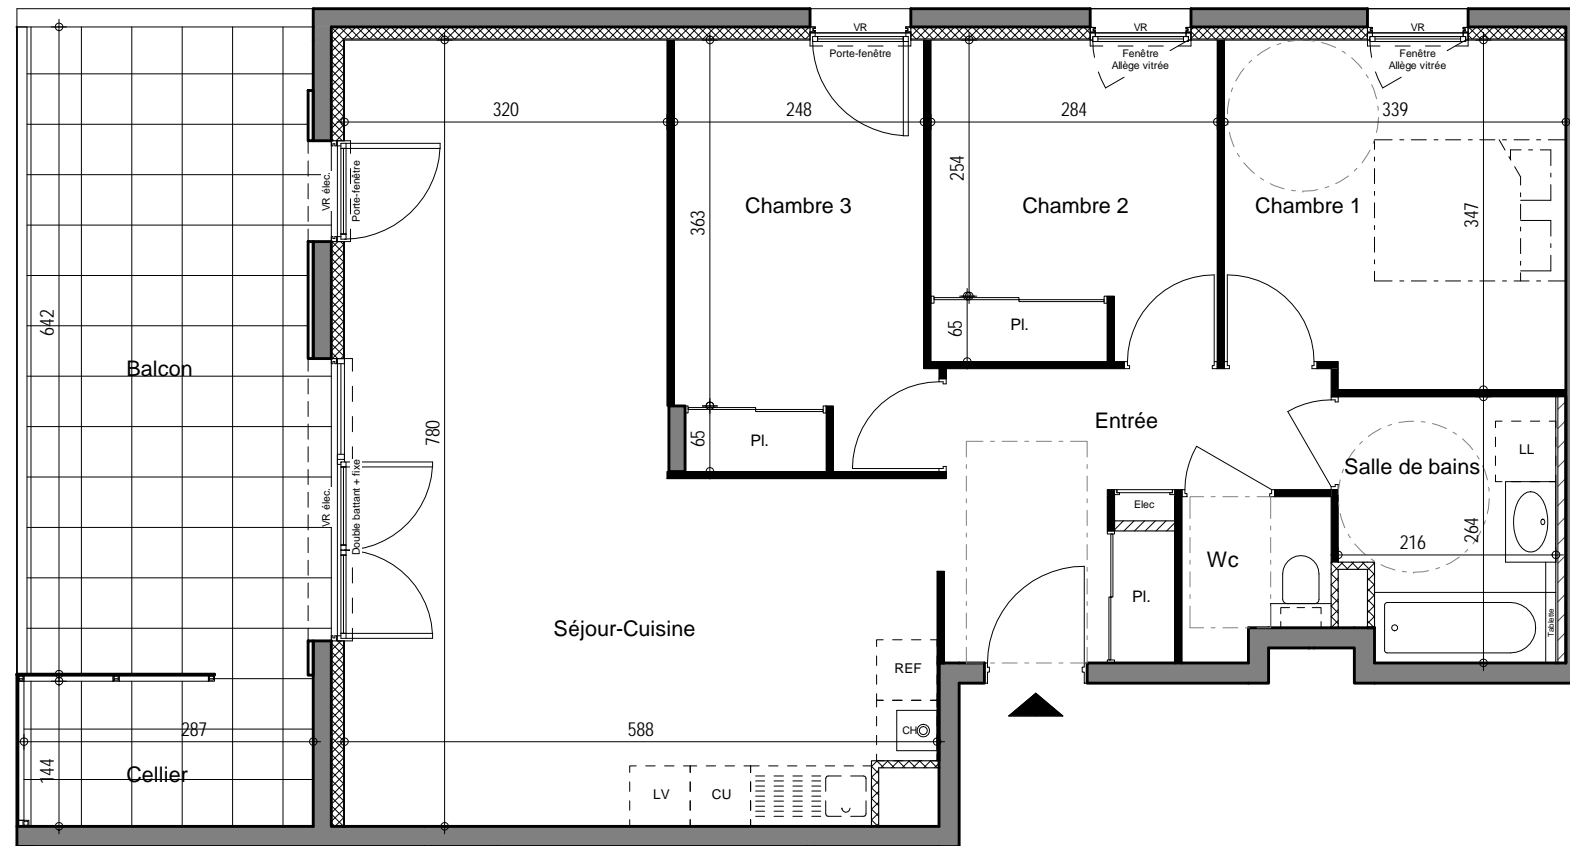 VR
VR
VR
Porte-fenêtre
Fenêtre
Allège vitrée
Fenêtre
Allège vitrée
320
248
284
339
254
VR élec.
Porte-fenêtre
363
Chambre 3
Chambre 2
Chambre 1
347
642
65
Pl.
Balcon
780
65
Pl.
Entrée
Salle de bains
LL
VR élec.
Double battant + fixe
Elec
264
216
Wc
Pl.
Tablette
Séjour-Cuisine
REF
287
588
CH
144
Cellier
LV
CU